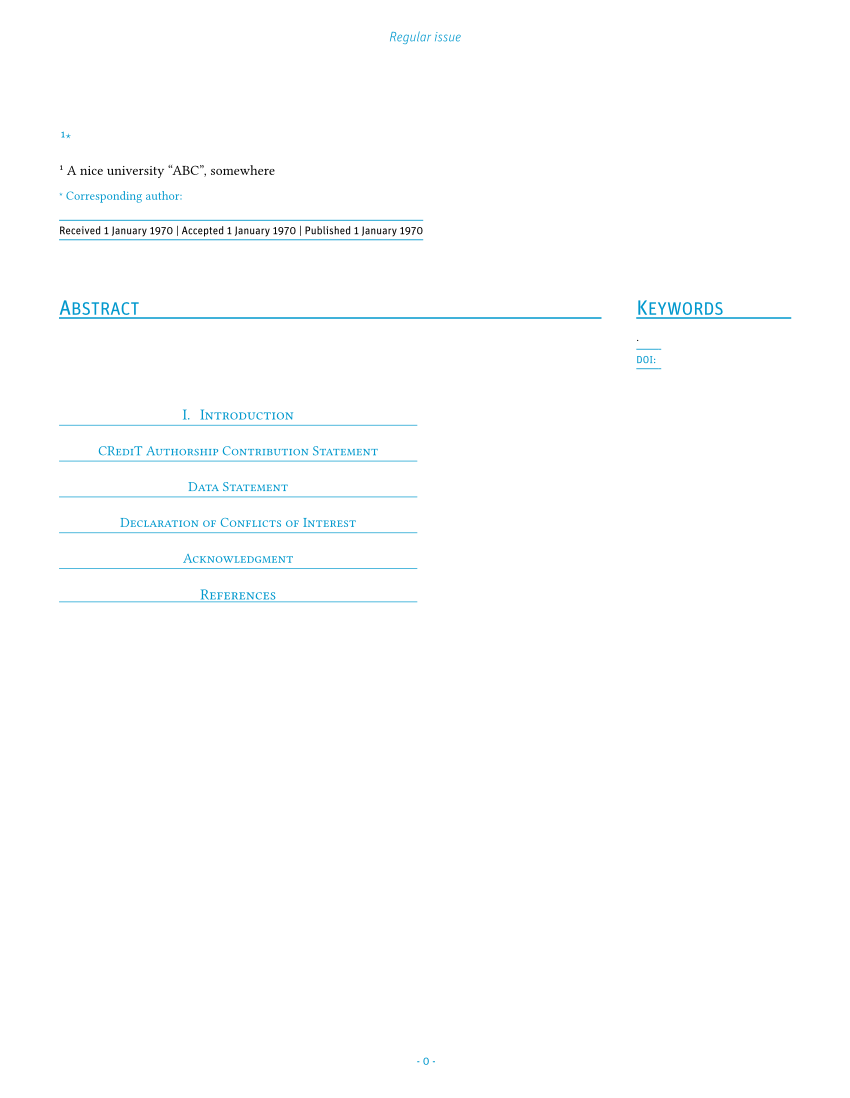 Regular issue
¹*
¹ A nice university “ABC”, somewhere
* Corresponding author:
Received 1 January 1970 | Accepted 1 January 1970 | Published 1 January 1970
Abstract
Keywords
.
DOI:
I. Introduction
CRediT Authorship Contribution Statement
Data Statement
Declaration of Conflicts of Interest
Acknowledgment
References
- 0 -